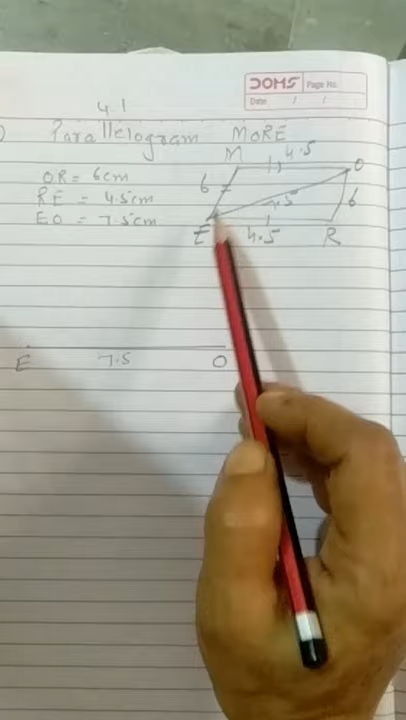 DOMS Page No.
Date / /
4.1
Parallelogram MORE
M 4.5 O
OR = 6cm
6
RE = 4.5cm
7.5 6
EO = 7.5cm
E 4.5 R
E 7.5 O